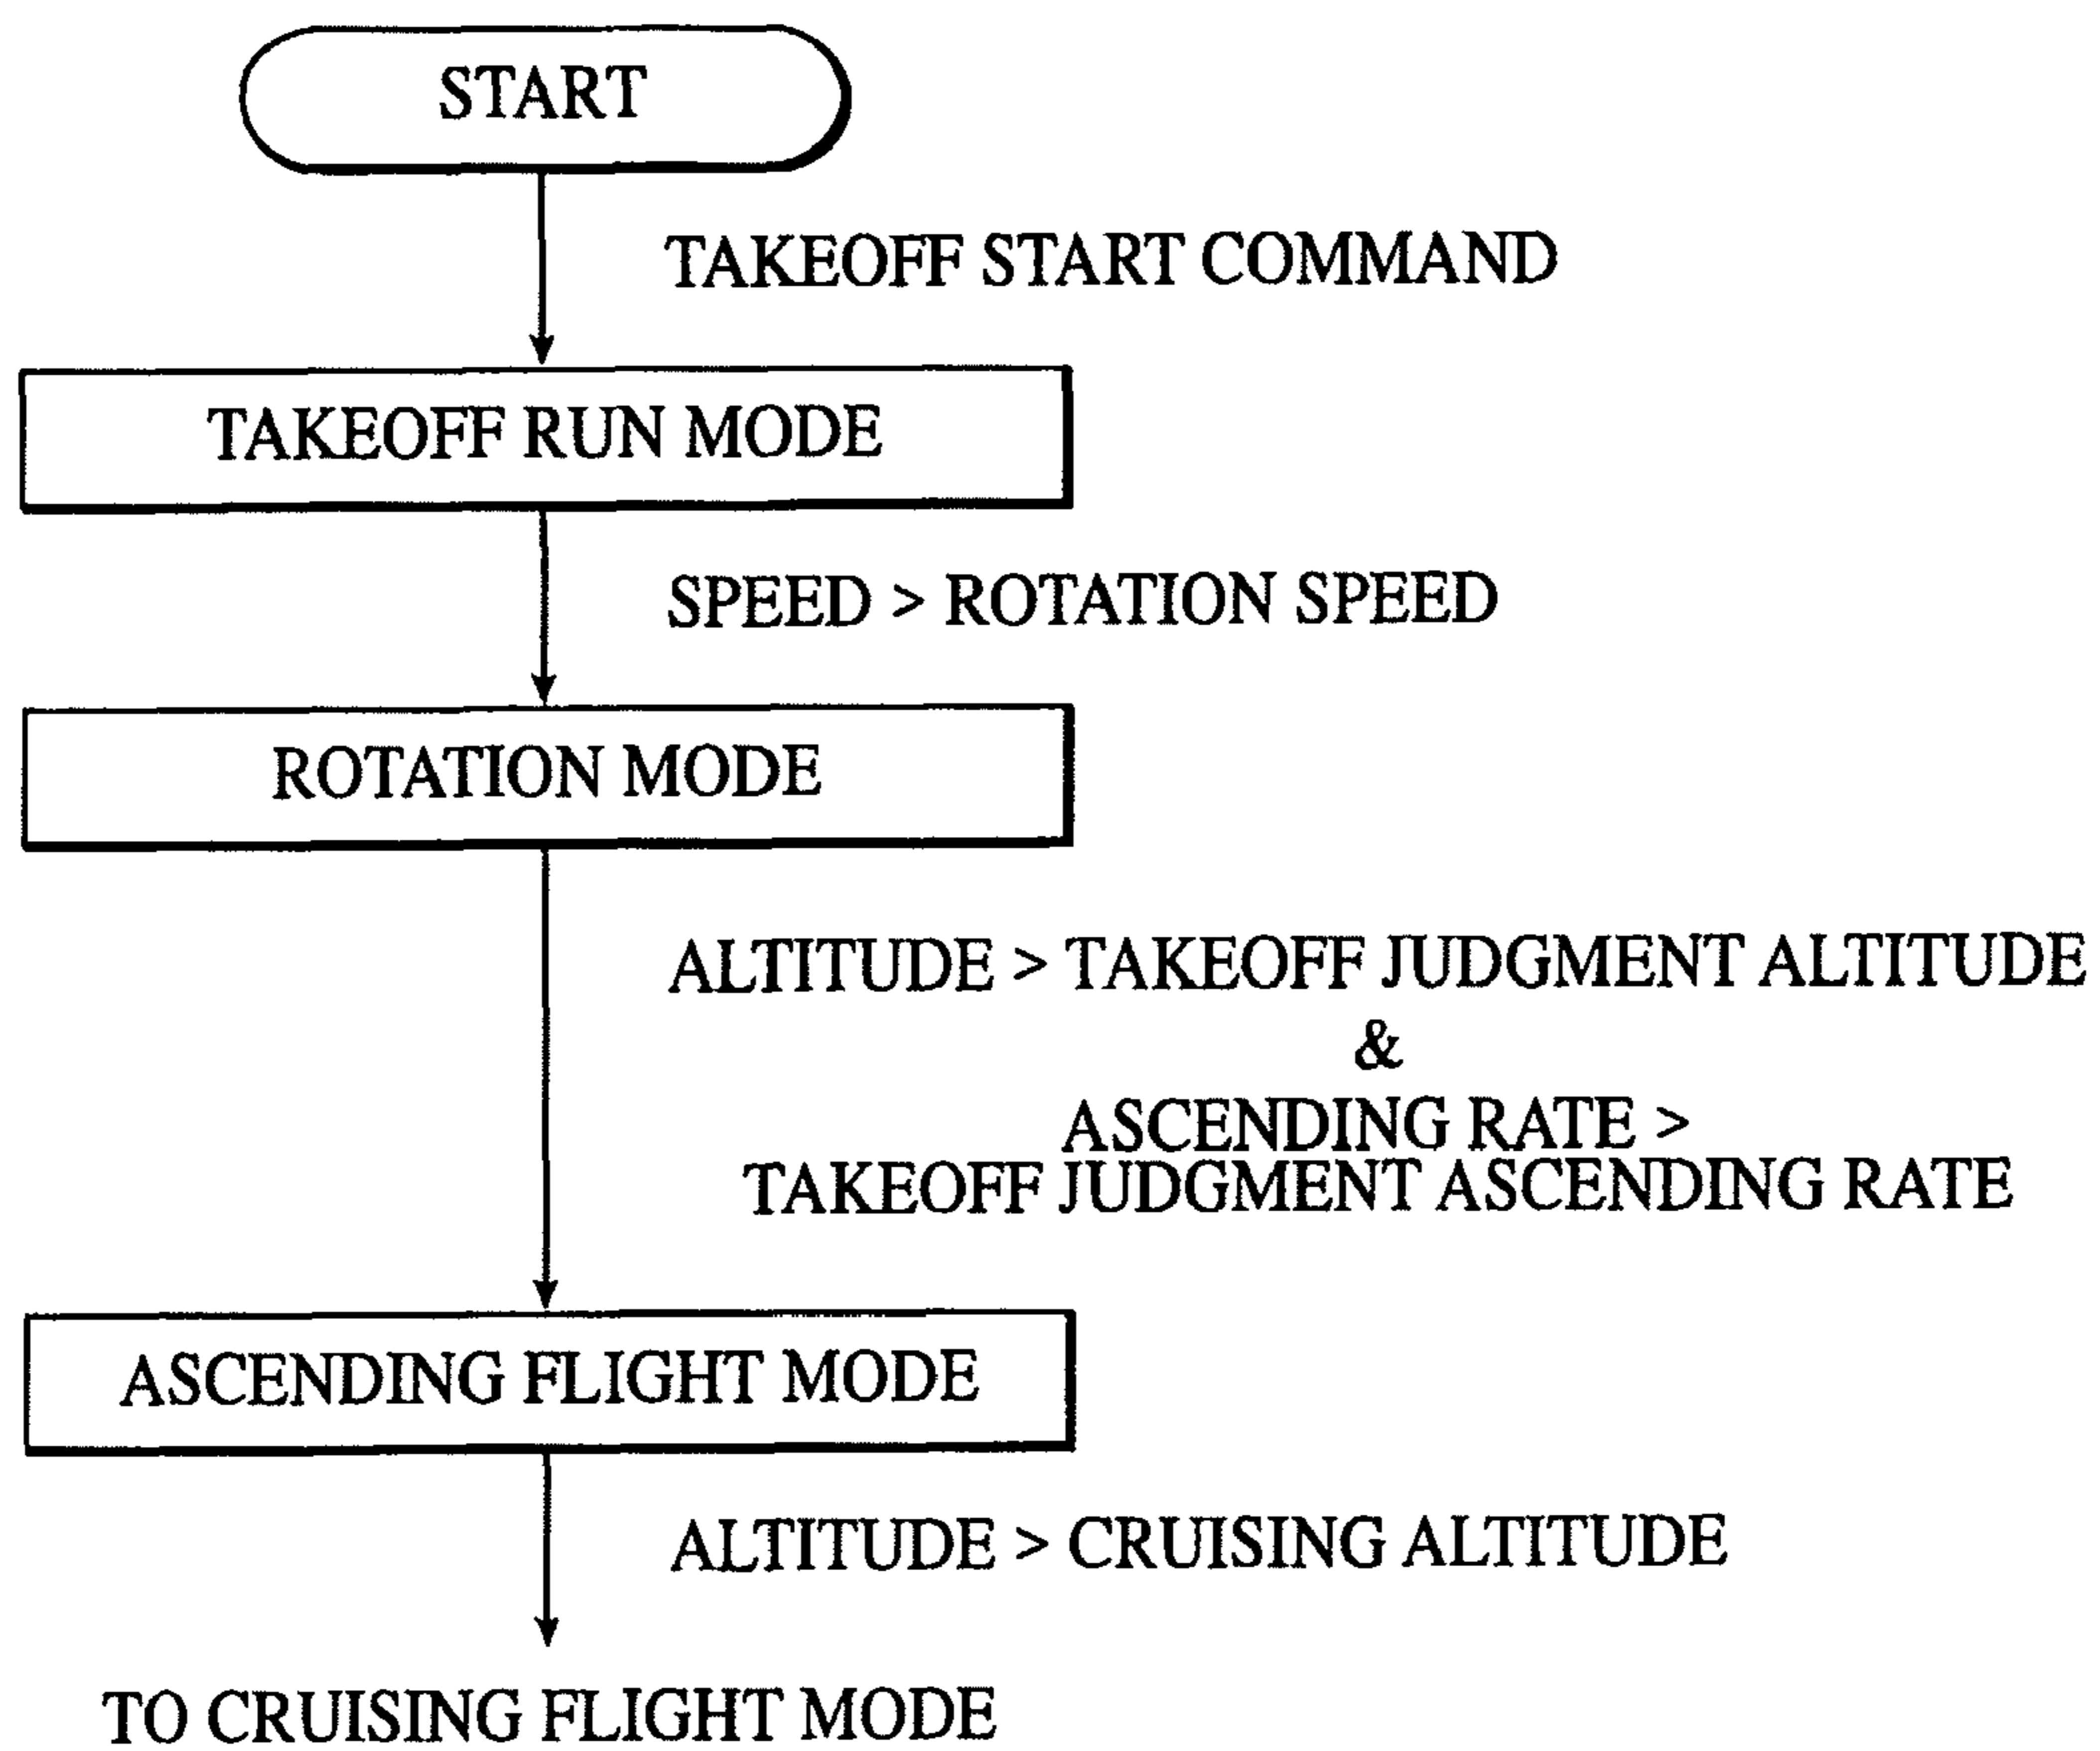 START
TAKEOFF START COMMAND
TAKEOFF RUN MODE
SPEED > ROTATION SPEED
ROTATION MODE
ALTITUDE > TAKEOFF JUDGMENT ALTITUDE
&
ASCENDING RATE >
TAKEOFF JUDGMENT ASCENDING RATE
ASCENDING FLIGHT MODE
ALTITUDE > CRUISING ALTITUDE
TO CRUISING FLIGHT MODE